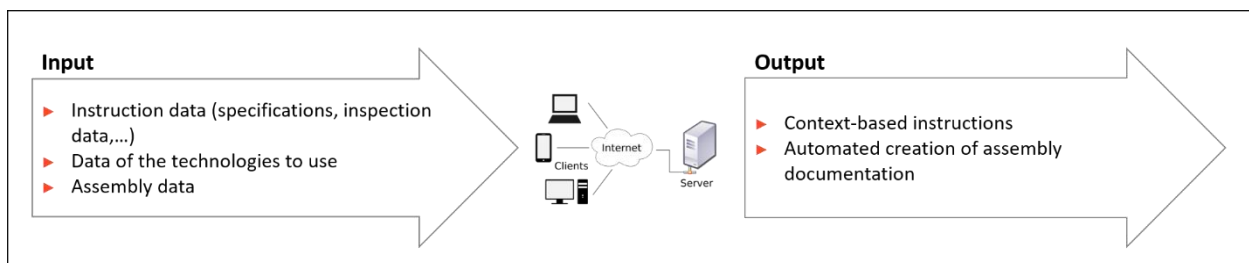 Input
► Instruction data (specifications, inspection
data,...)
► Data of the technologies to use
► Assembly data
Internet
Clients
Server
Output
► Context-based instructions
► Automated creation of assembly
documentation